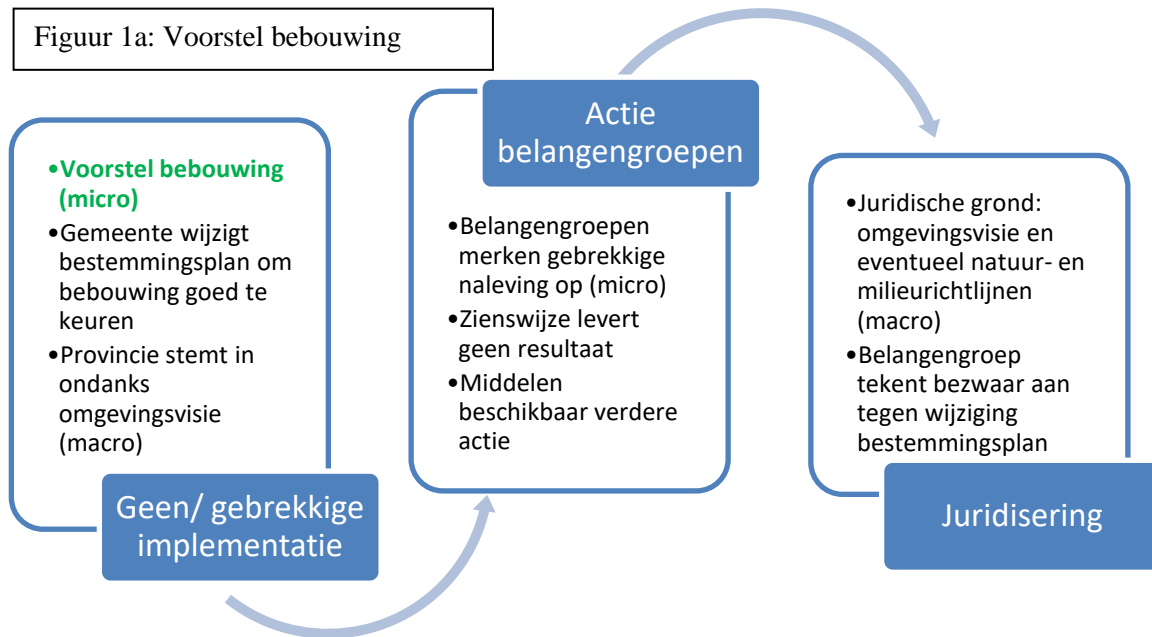 Figuur 1a: Voorstel bebouwing
•Voorstel bebouwing
(micro)
•Gemeente wijzigt
bestemmingsplan om
bebouwing goed te
keuren
•Provincie stemt in
ondanks
omgevingsvisie
(macro)
Geen/ gebrekkige
implementatie
Actie
belangengroepen
•Belangengroepen
merken gebrekkige
naleving op (micro)
•Zienswijze levert
geen resultaat
•Middelen
beschikbaar verdere
actie
•Juridische grond:
omgevingsvisie en
eventueel natuur- en
milieurichtlijnen
(macro)
•Belangengroep
tekent bezwaar aan
tegen wijziging
bestemmingsplan
Juridisering